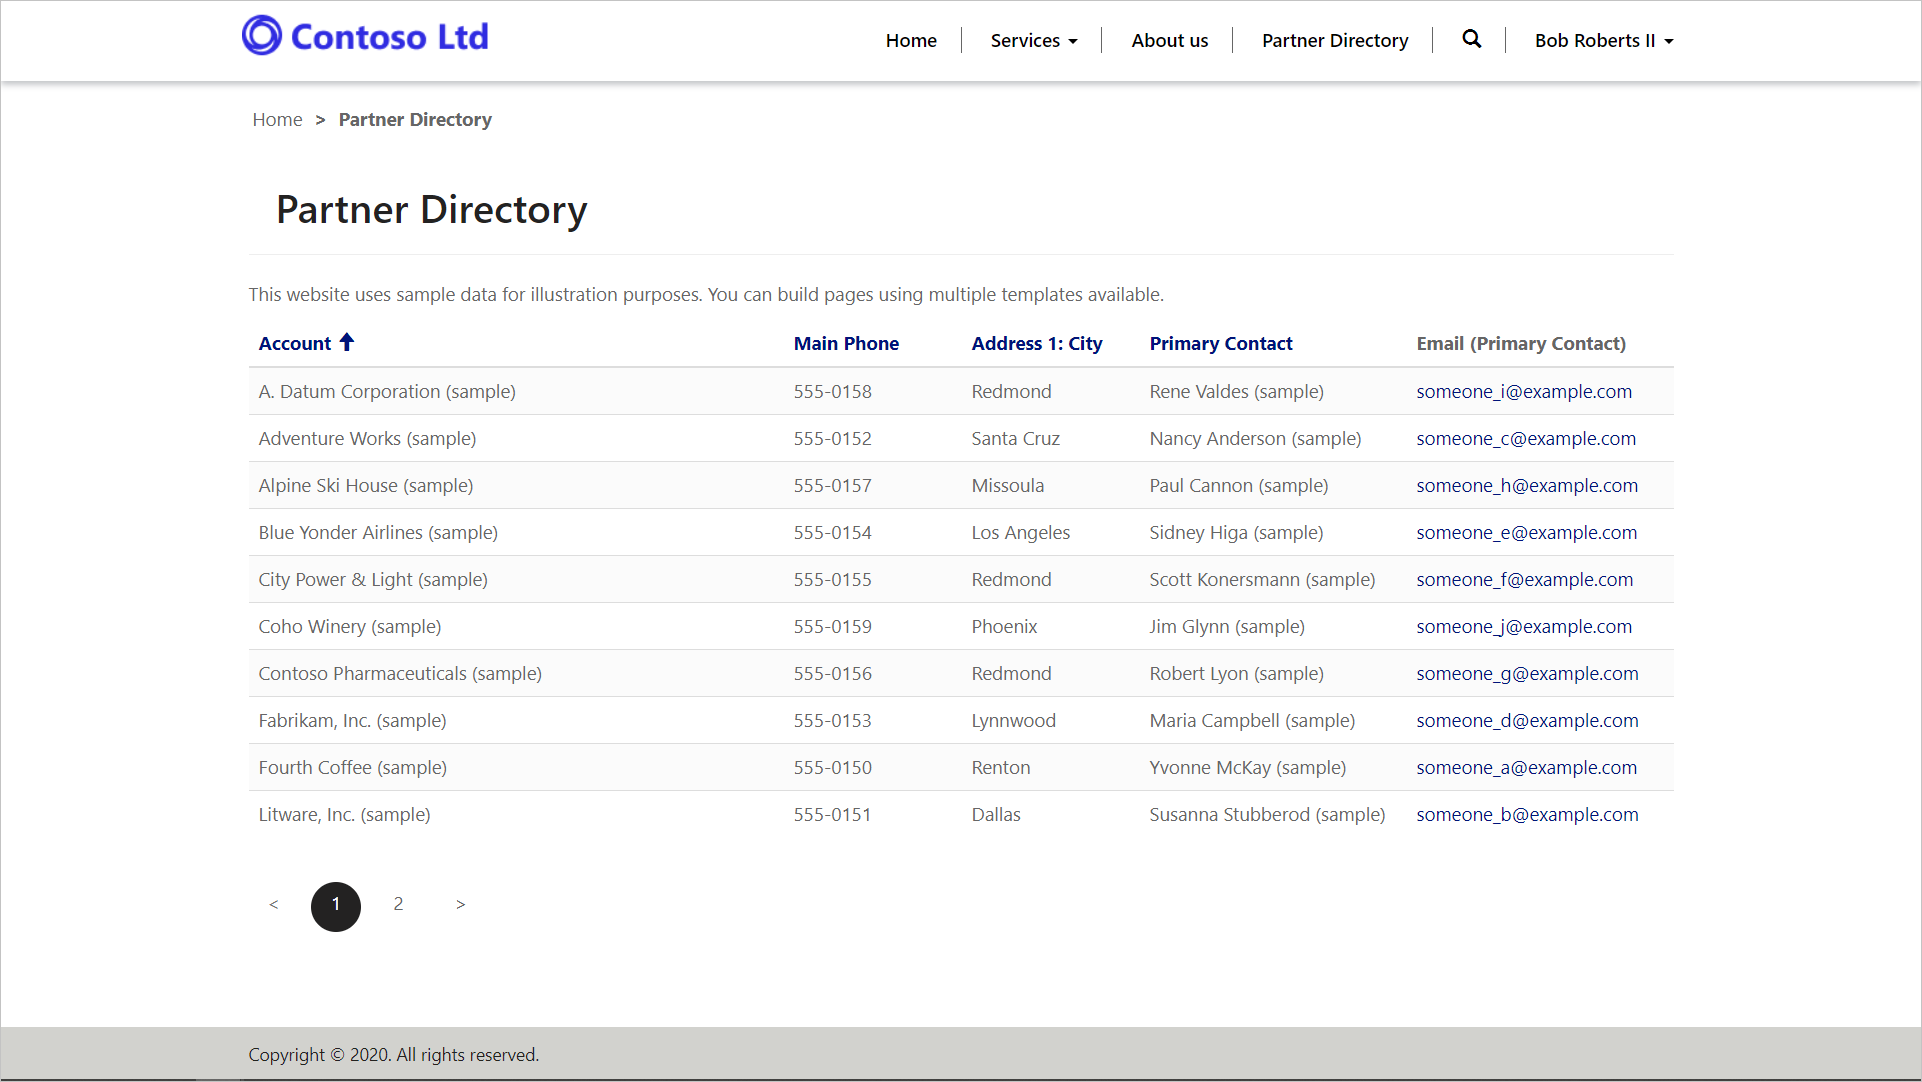 Contoso Ltd
Home Services About us Partner Directory Bob Roberts II
Home > Partner Directory
Partner Directory
This website uses sample data for illustration purposes. You can build pages using multiple templates available.
Account Main Phone Address 1: City Primary Contact Email (Primary Contact)
A. Datum Corporation (sample) 555-0158 Redmond Rene Valdes (sample) someone_i@example.com
Adventure Works (sample) 555-0152 Santa Cruz Nancy Anderson (sample) someone_c@example.com
Alpine Ski House (sample) 555-0157 Missoula Paul Cannon (sample) someone_h@example.com
Blue Yonder Airlines (sample) 555-0154 Los Angeles Sidney Higa (sample) someone_e@example.com
City Power & Light (sample) 555-0155 Redmond Scott Konersmann (sample) someone_f@example.com
Coho Winery (sample) 555-0159 Phoenix Jim Glynn (sample) someone_j@example.com
Contoso Pharmaceuticals (sample) 555-0156 Redmond Robert Lyon (sample) someone_g@example.com
Fabrikam, Inc. (sample) 555-0153 Lynnwood Maria Campbell (sample) someone_d@example.com
Fourth Coffee (sample) 555-0150 Renton Yvonne McKay (sample) someone_a@example.com
Litware, Inc. (sample) 555-0151 Dallas Susanna Stubberod (sample) someone_b@example.com
< 1 2 >
Copyright © 2020. All rights reserved.